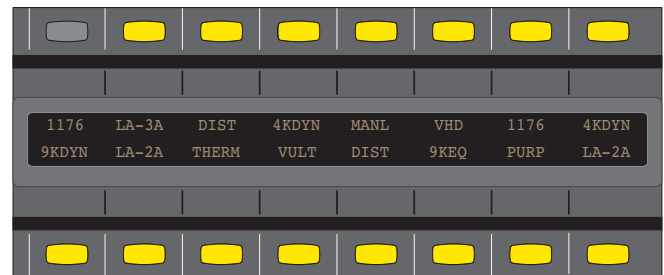 1176 LA-3A DIST 4KDYN MANL VHD 1176 4KDYN
9KDYN LA-2A THERM VULT DIST 9KEQ PURP LA-2A